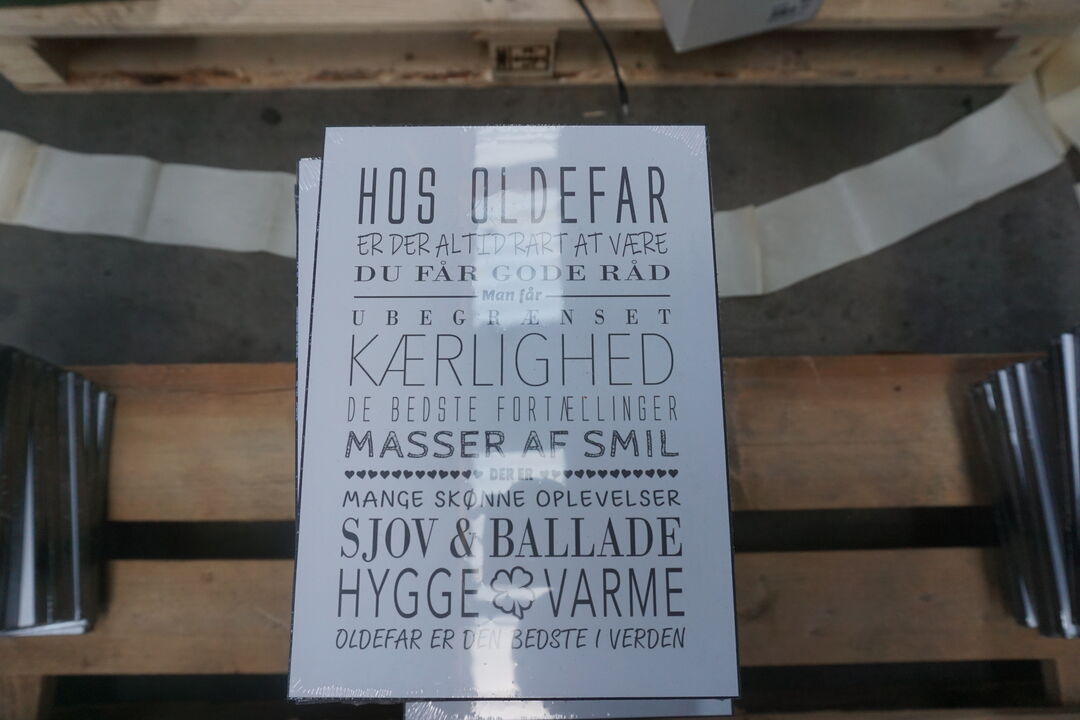 HOS OLDEFAR
ER DER ALTID RART AT VÆRE
DU FÅR GODE RÅD
Man får
UBEGRÆNSET
KÆRLIGHED
DE BEDSTE FORTÆLLINGER
MASSER AF SMIL
DER ER
MANGE SKØNNE OPLEVELSER
SJOV & BALLADE
HYGGE VARME
OLDEFAR ER DEN BEDSTE I VERDEN